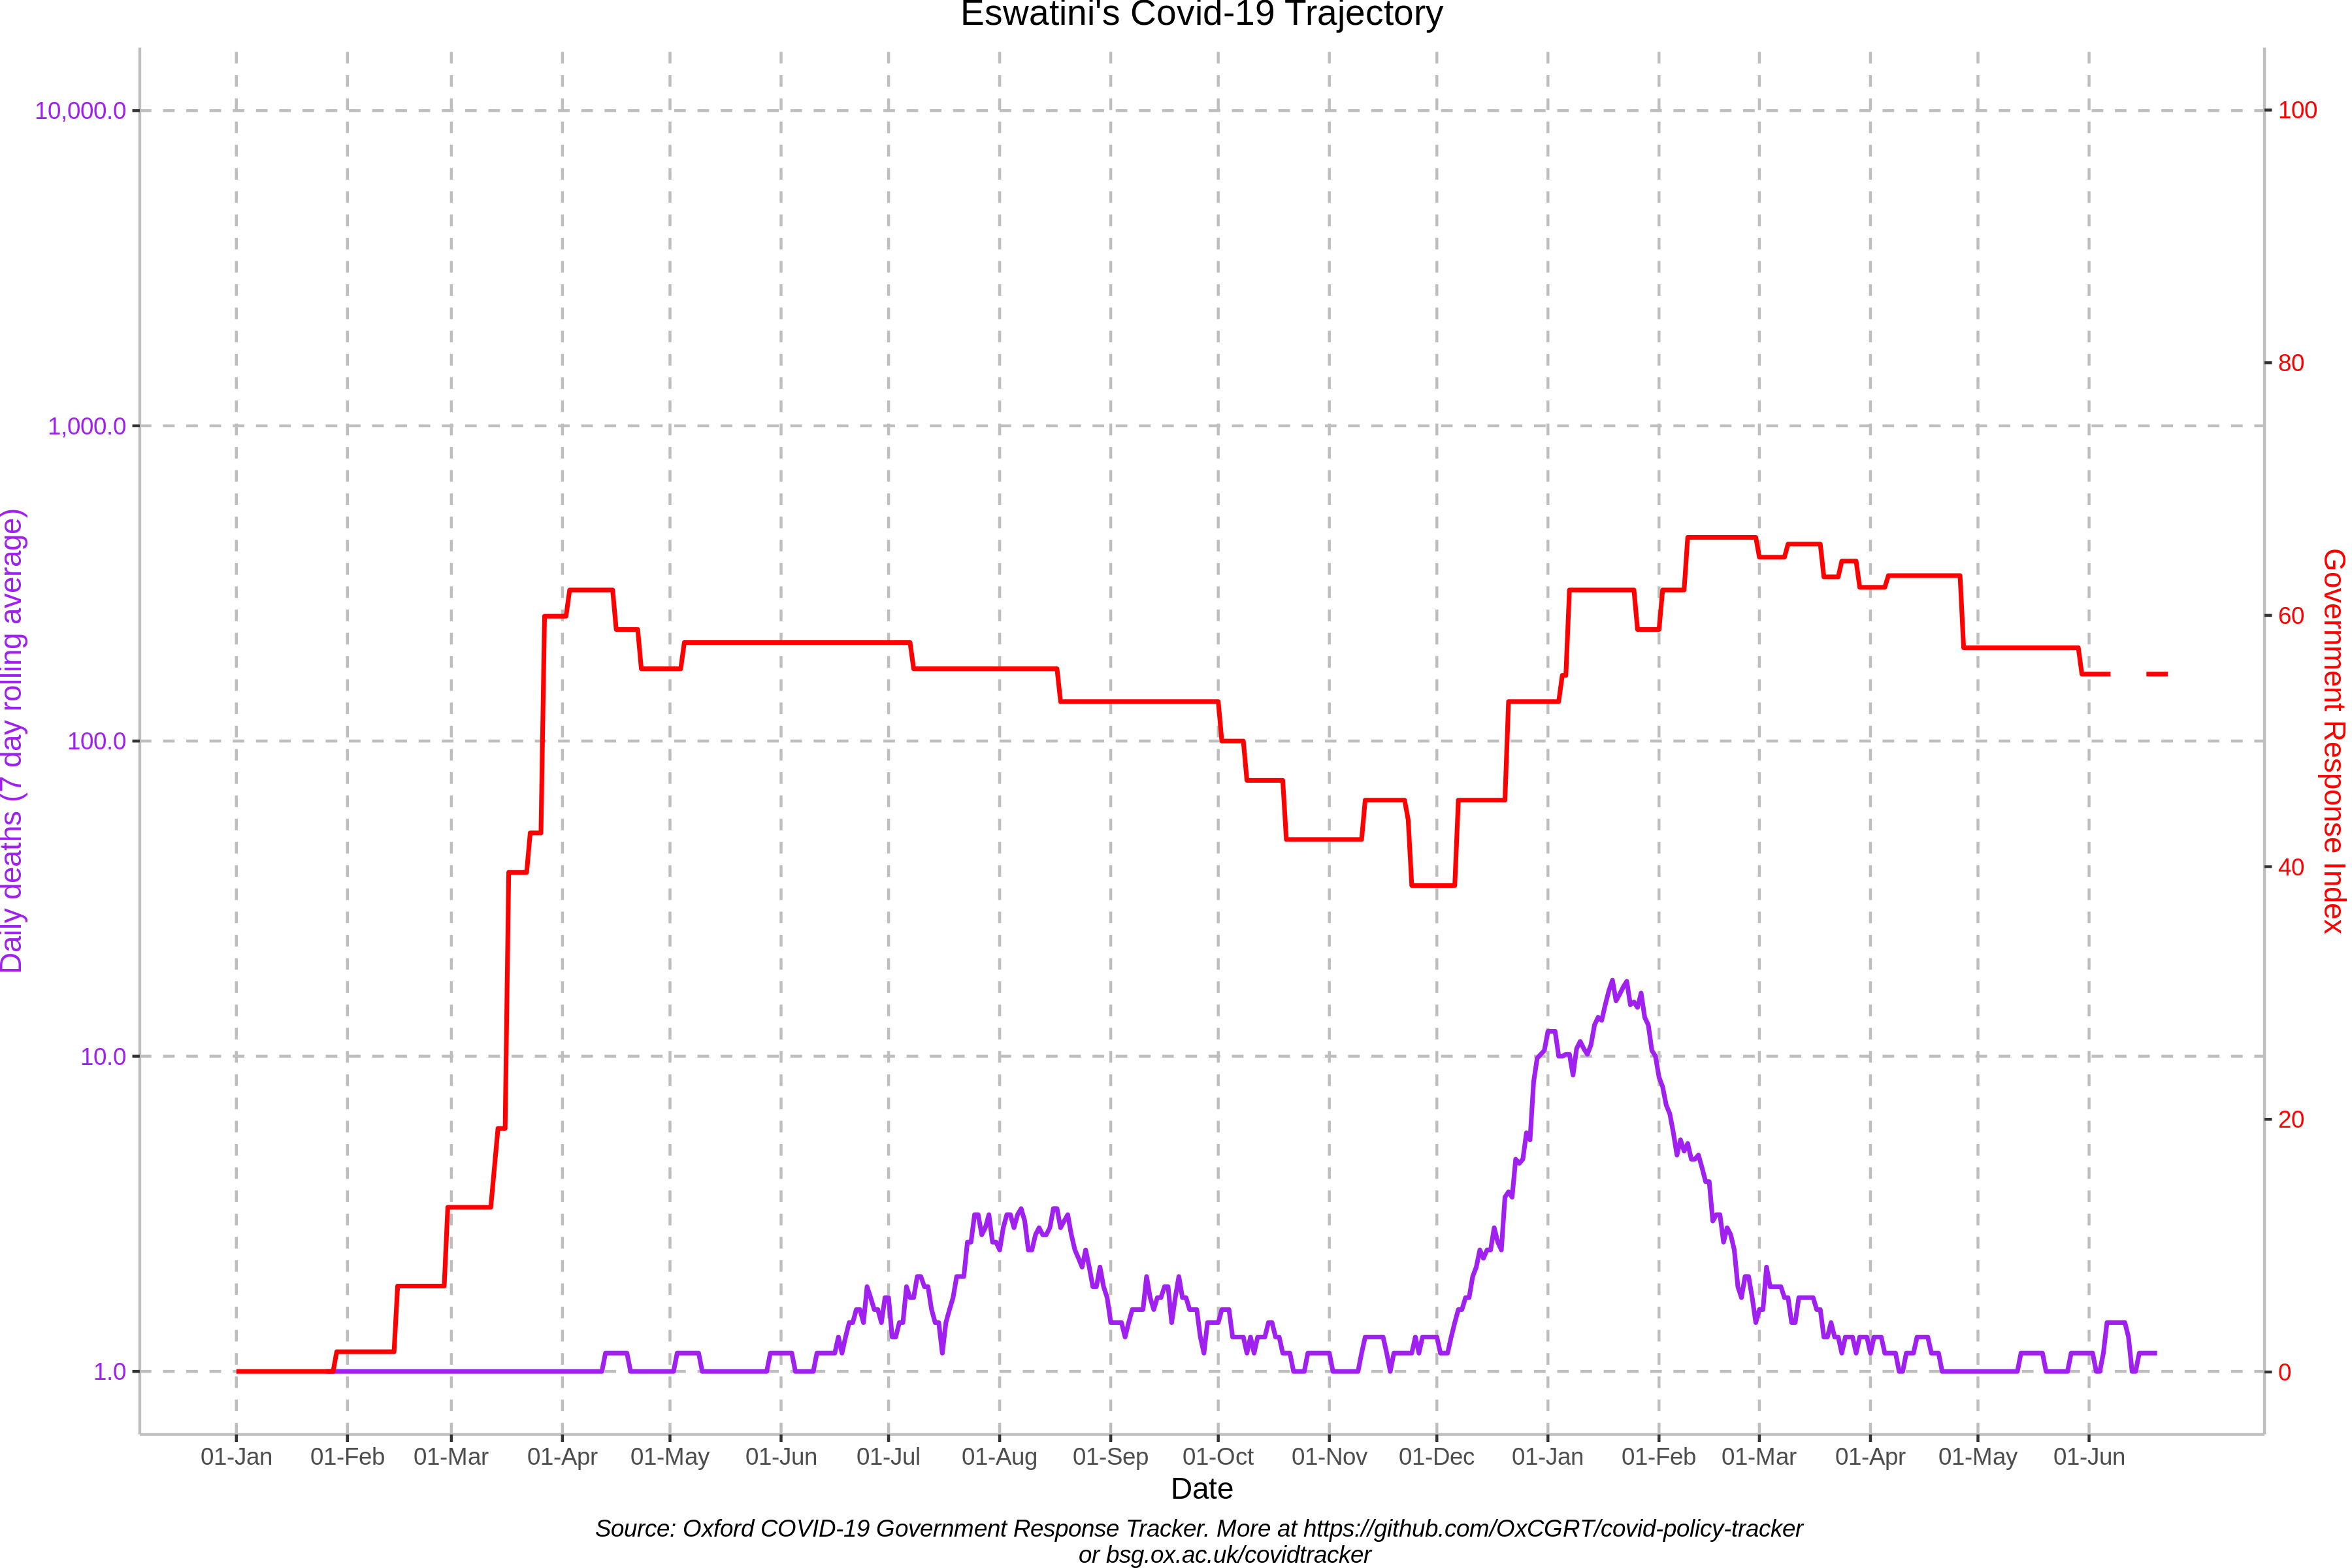 Eswatini's Covid-19 Trajectory
10,000.0
1,000.0
100.0
10.0
1.0
Daily deaths (7 day rolling average)
100
80
60
40
20
0
Government Response Index
01-Jan 01-Feb 01-Mar 01-Apr 01-May 01-Jun 01-Jul 01-Aug 01-Sep 01-Oct 01-Nov 01-Dec 01-Jan 01-Feb 01-Mar 01-Apr 01-May 01-Jun
Date
Source: Oxford COVID-19 Government Response Tracker. More at https://github.com/OxCGRT/covid-policy-tracker
or bsg.ox.ac.uk/covidtracker